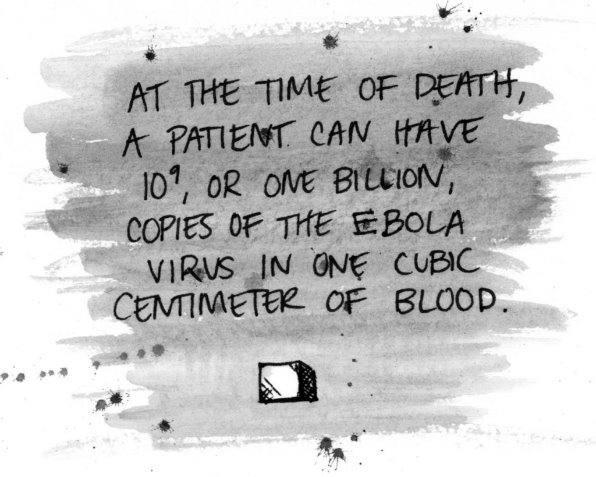 AT THE TIME OF DEATH,
A PATIENT CAN HAVE
10⁹, OR ONE BILLION,
COPIES OF THE EBOLA
VIRUS IN ONE CUBIC
CENTIMETER OF BLOOD.